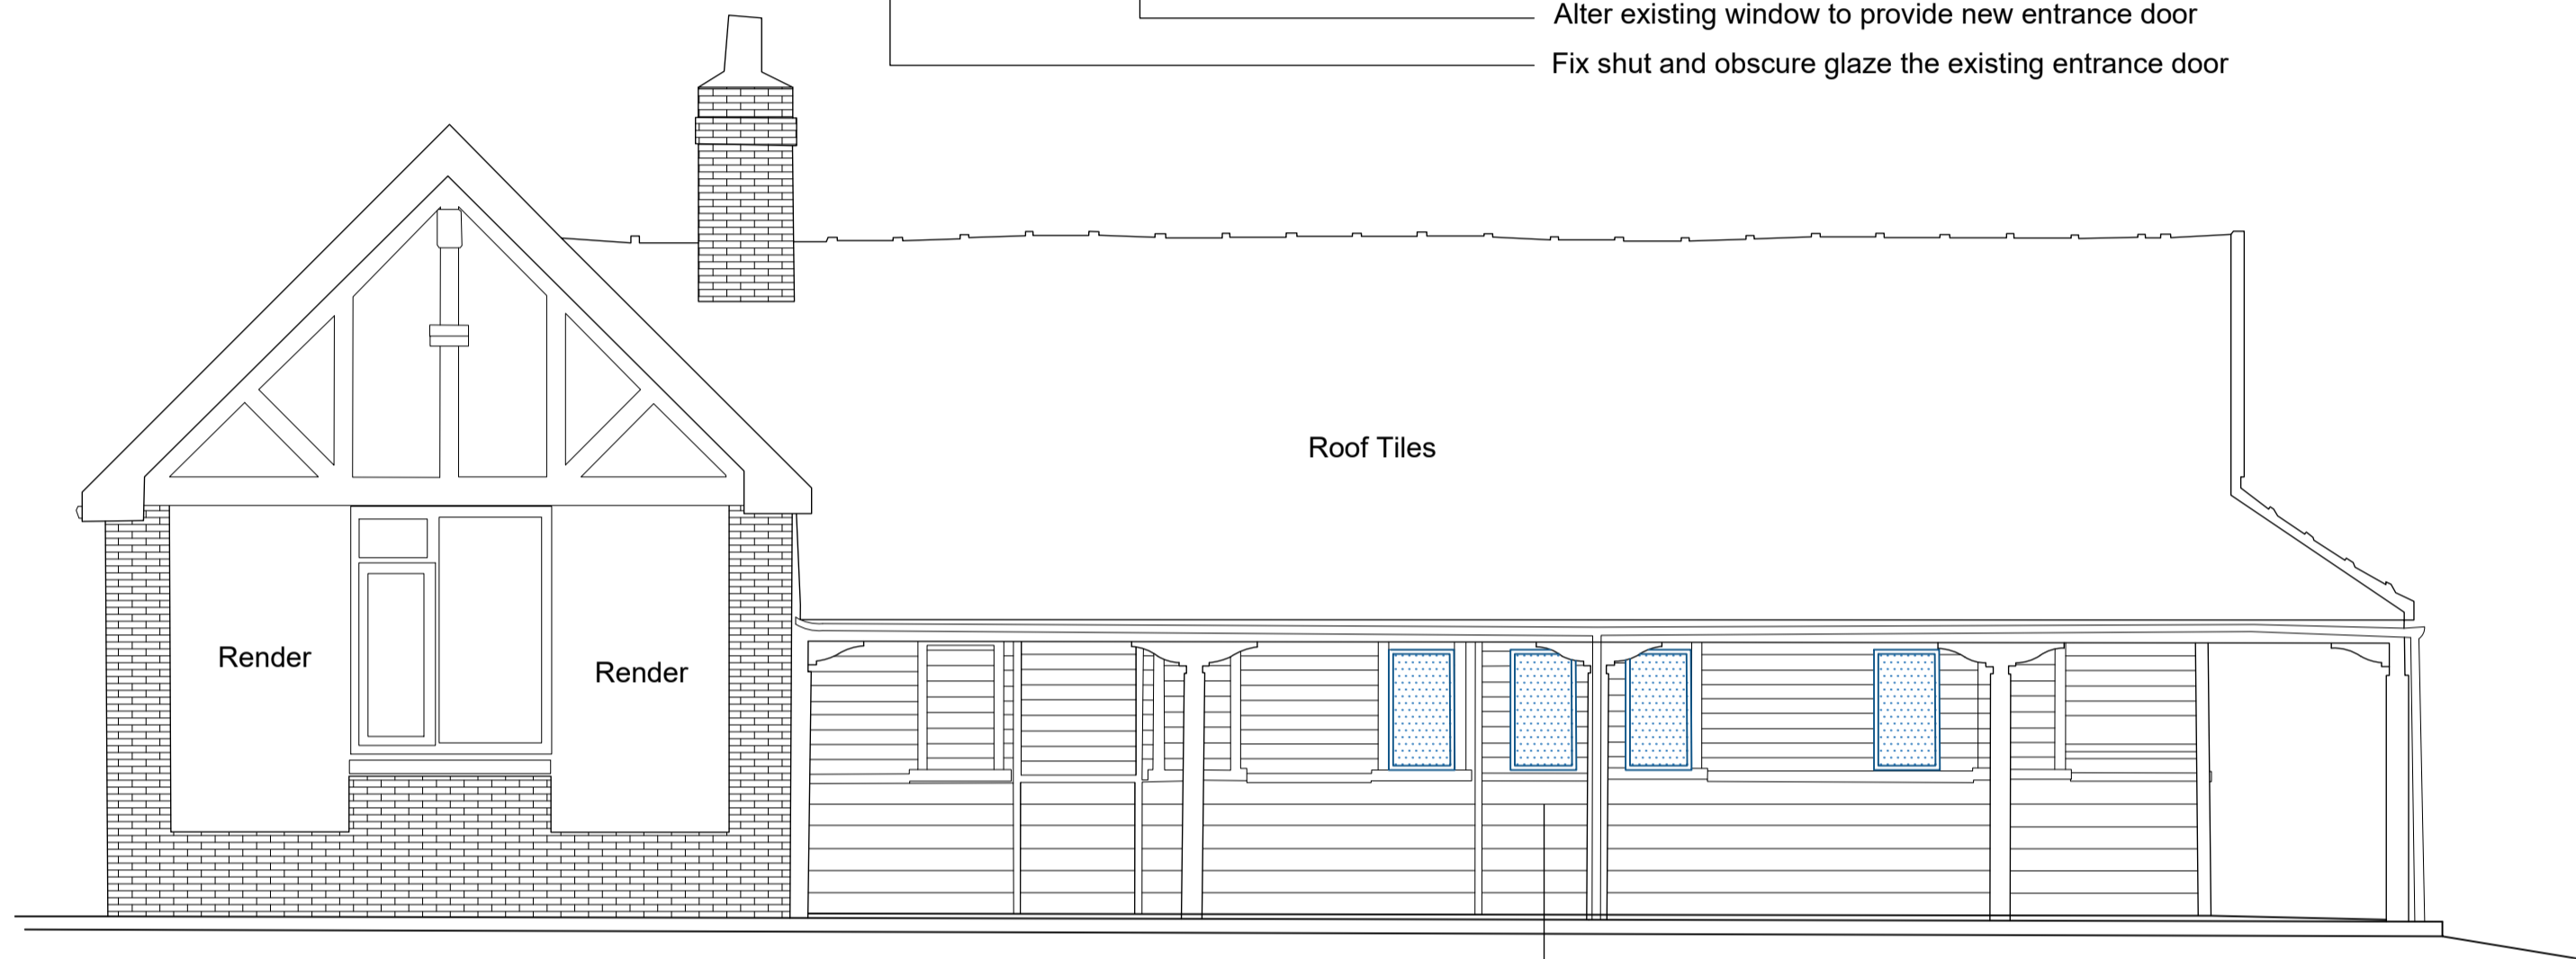 Alter existing window to provide new entrance door
Fix shut and obscure glaze the existing entrance door
Roof Tiles
Render
Render